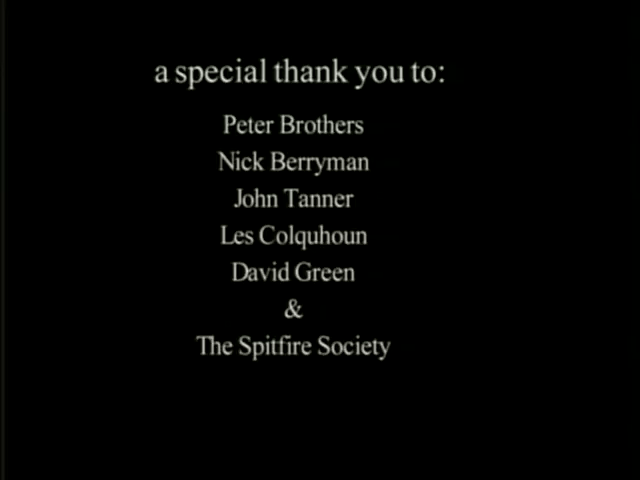 a special thank you to:
Peter Brothers
Nick Berryman
John Tanner
Les Colquhoun
David Green
&
The Spitfire Society